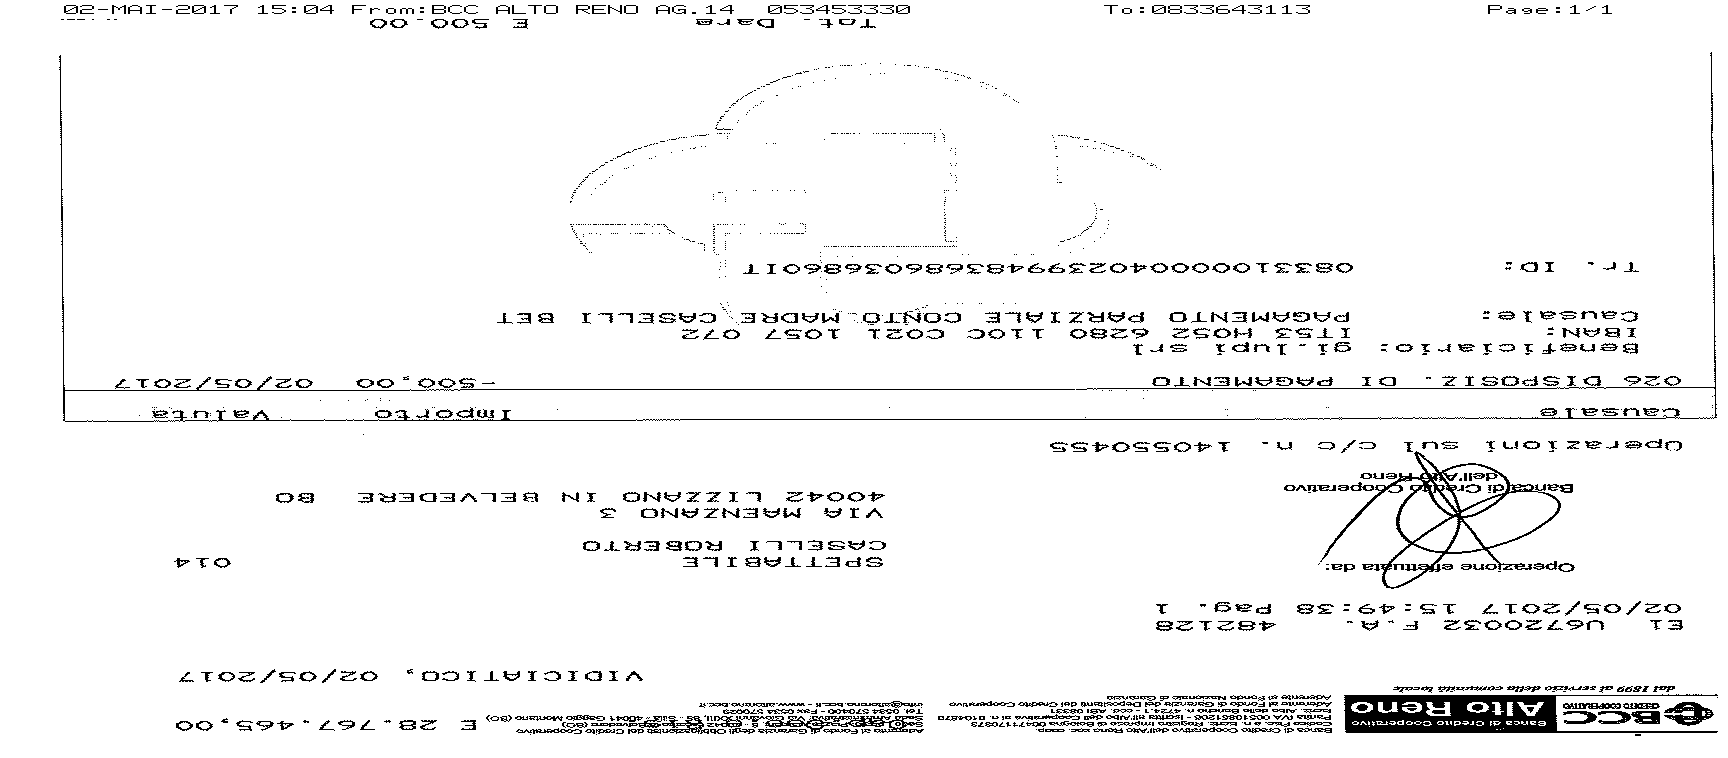 02-MAI-2017 15:04 From:BCC ALTO RENO AG.14 053453330 To:0833643113 Page:1/1
BCC CREDITO COOPERATIVO Banca di Credito Cooperativo Alto Reno
dal 1899 al servizio della comunità locale
E 28.767.465,00
VIDICIATICO, 02/05/2017
E1 U6720032 F.A. 482128
02/05/2017 15:49:38 Pag. 1
Operazione effettuata da:
SPETTABILE 014
CASELLI ROBERTO
VIA MAENZANO 3
40042 LIZZANO IN BELVEDERE BO
Banca di Credito Cooperativo
dell'Alto Reno
Operazioni sul c/c n. 140550455
Causale Importo Valuta
026 DISPOSIZ. DI PAGAMENTO -500,00 02/05/2017
Beneficiario: gi.lupi srl
IBAN: IT53 H052 6280 110C C021 1057 072
Causale: PAGAMENTO PARZIALE CONTO MADRE CASELLI BET
Tr. ID: 0833100000402399483686036860IT
Tot. Dare E 500.00